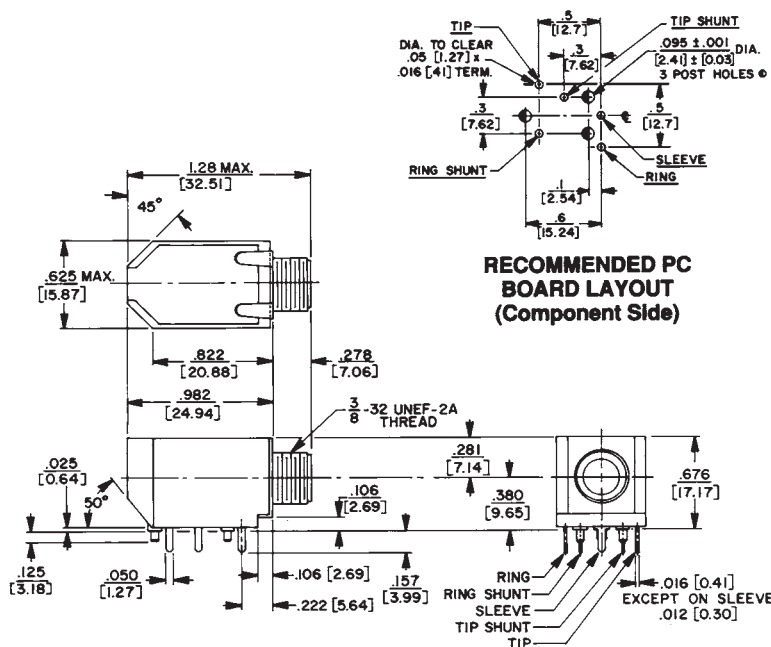 TIP
DIA. TO CLEAR
.05 [1.27] x
.016 [.41] TERM.
.5
[12.7]
.3
[7.62]
TIP SHUNT
.095 ±.001 DIA.
[2.41] ± [0.03]
3 POST HOLES
.3
[7.62]
.5
[12.7]
RING SHUNT
SLEEVE
RING
.1
[2.54]
.6
[15.24]
RECOMMENDED PC
BOARD LAYOUT
(Component Side)
1.28 MAX.
[32.51]
45°
.625 MAX.
[15.87]
.822
[20.88]
.278
[7.06]
.982
[24.94]
3/8-32 UNEF-2A
THREAD
.025
[0.64]
50°
.281
[7.14]
.106
[2.69]
.380
[9.65]
.676
[17.17]
.125
[3.18]
.050
[1.27]
.106 [2.69]
.222 [5.64]
.157
[3.99]
RING
RING SHUNT
SLEEVE
TIP SHUNT
TIP
.016 [0.41]
EXCEPT ON SLEEVE
.012 [0.30]